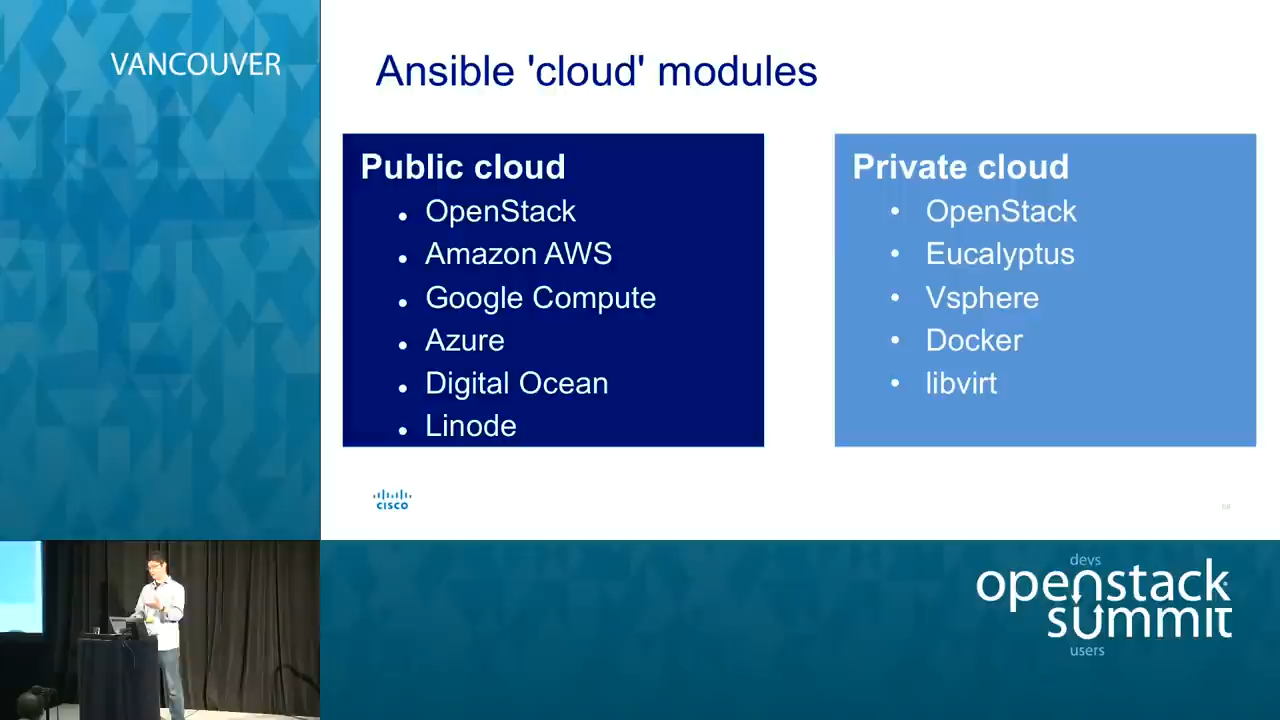 VANCOUVER
Ansible 'cloud' modules
Public cloud
• OpenStack
• Amazon AWS
• Google Compute
• Azure
• Digital Ocean
• Linode
Private cloud
• OpenStack
• Eucalyptus
• Vsphere
• Docker
• libvirt
CISCO
devs
openstack
summit
users